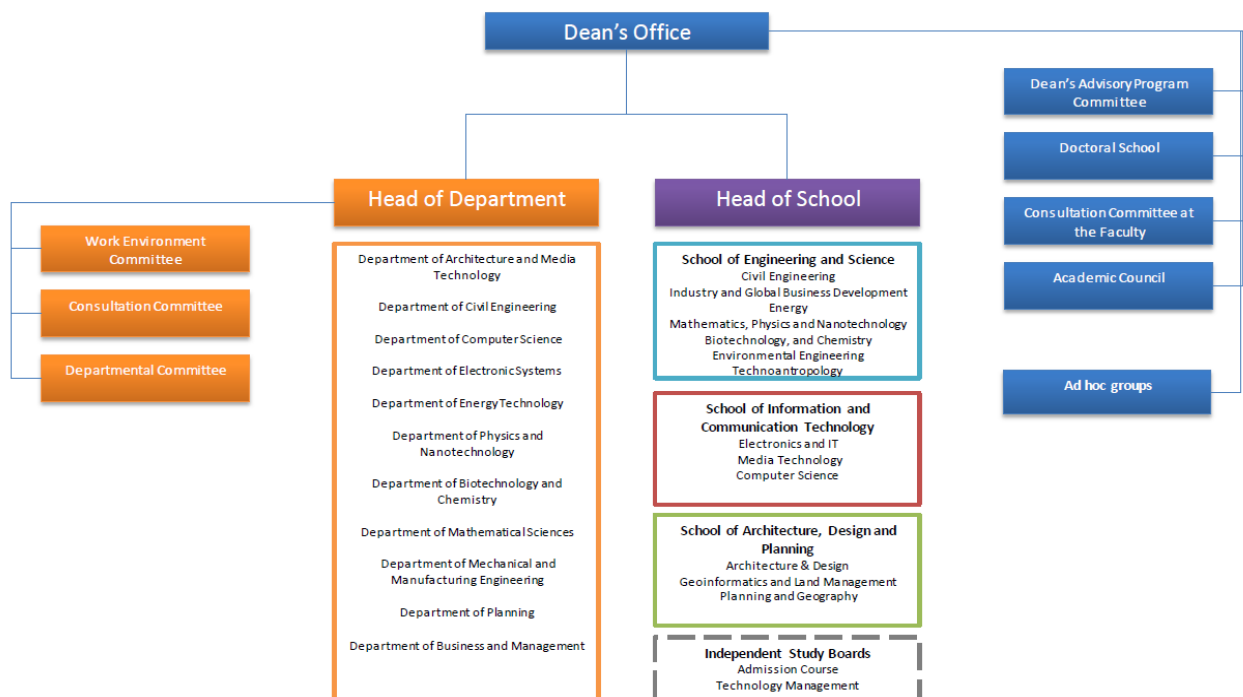 Dean's Office
Dean's Advisory Program
Committee
Doctoral School
Consultation Committee at
the Faculty
Academic Council
Ad hoc groups
Head of Department
Work Environment
Committee
Consultation Committee
Departmental Committee
Department of Architecture and Media
Technology
Department of Civil Engineering
Department of Computer Science
Department of Electronic Systems
Department of Energy Technology
Department of Physics and
Nanotechnology
Department of Biotechnology and
Chemistry
Department of Mathematical Sciences
Department of Mechanical and
Manufacturing Engineering
Department of Planning
Department of Business and Management
Head of School
School of Engineering and Science
Civil Engineering
Industry and Global Business Development
Energy
Mathematics, Physics and Nanotechnology
Biotechnology, and Chemistry
Environmental Engineering
Technoantropology
School of Information and
Communication Technology
Electronics and IT
Media Technology
Computer Science
School of Architecture, Design and
Planning
Architecture & Design
Geoinformatics and Land Management
Planning and Geography
Independent Study Boards
Admission Course
Technology Management